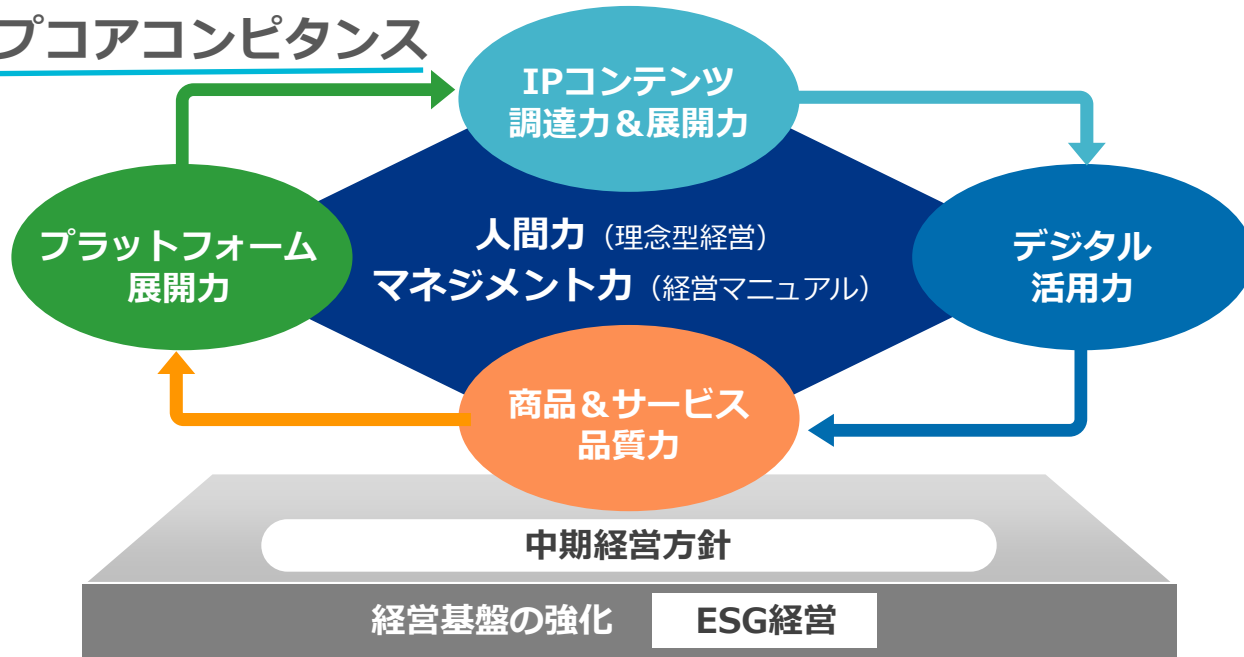 プコアコンピタンス
IPコンテンツ
調達力&展開力
プラットフォーム
展開力
人間力（理念型経営）
マネジメント力（経営マニュアル）
デジタル
活用力
商品&サービス
品質力
中期経営方針
経営基盤の強化 ESG経営